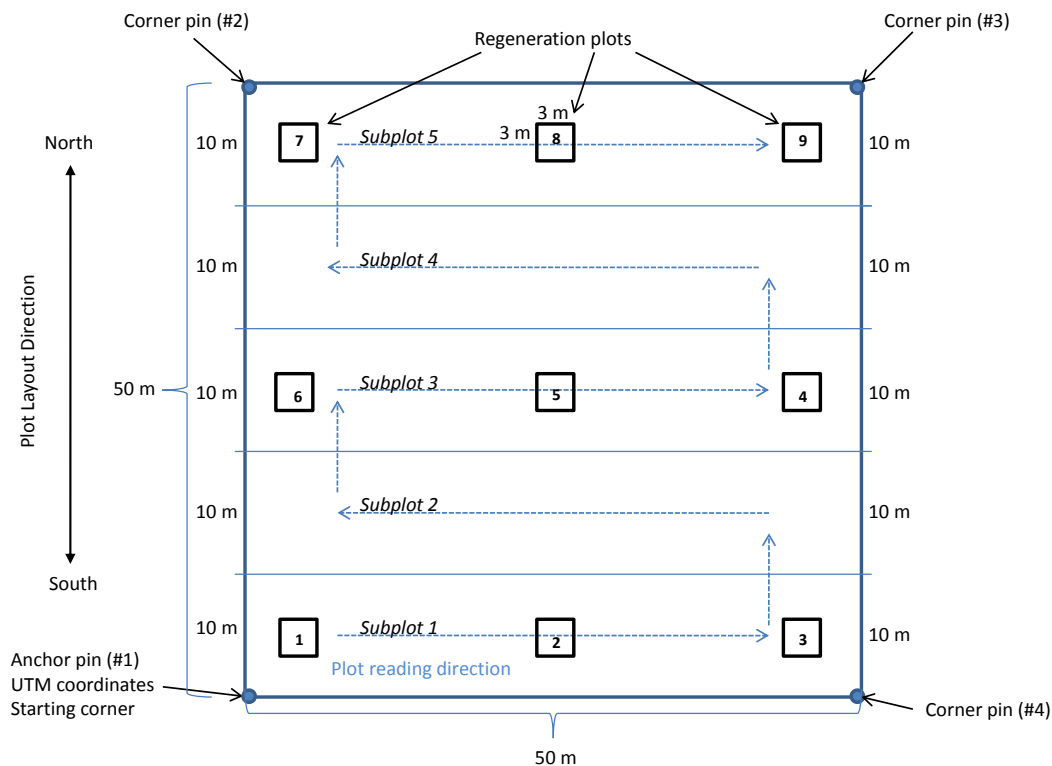 Corner pin (#2)
Corner pin (#3)
Regeneration plots
3 m
North
10 m
7
Subplot 5
3 m
8
9
10 m
10 m
Subplot 4
10 m
Plot Layout Direction
50 m
10 m
6
Subplot 3
5
4
10 m
10 m
Subplot 2
10 m
South
10 m
1
Subplot 1
2
3
10 m
Plot reading direction
Anchor pin (#1)
UTM coordinates
Starting corner
Corner pin (#4)
50 m